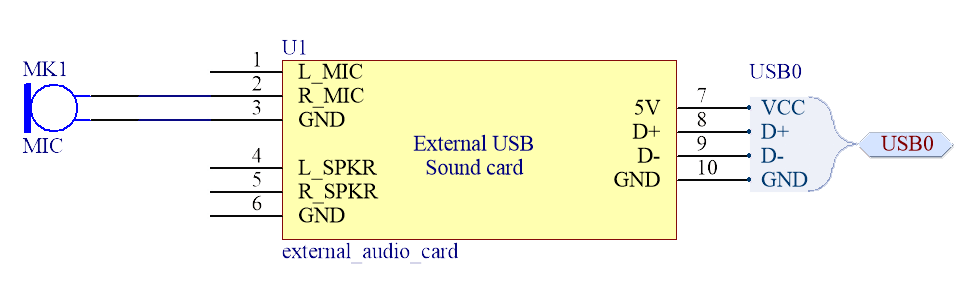 U1
MK1
MIC
1 L_MIC
2 R_MIC
3 GND
4 L_SPKR
5 R_SPKR
6 GND
External USB
Sound card
5V 7
D+ 8
D- 9
GND 10
external_audio_card
USB0
VCC
D+
D-
GND
USB0